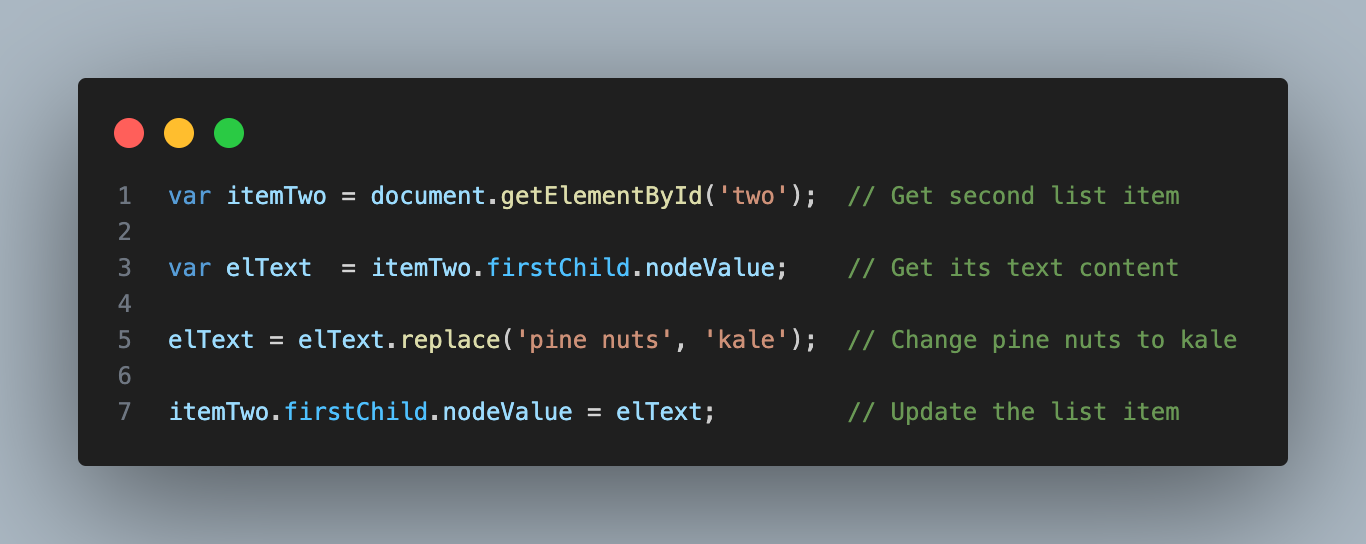 1 var itemTwo = document.getElementById('two');  // Get second list item
2
3 var elText  = itemTwo.firstChild.nodeValue;    // Get its text content
4
5 elText = elText.replace('pine nuts', 'kale');  // Change pine nuts to kale
6
7 itemTwo.firstChild.nodeValue = elText;         // Update the list item